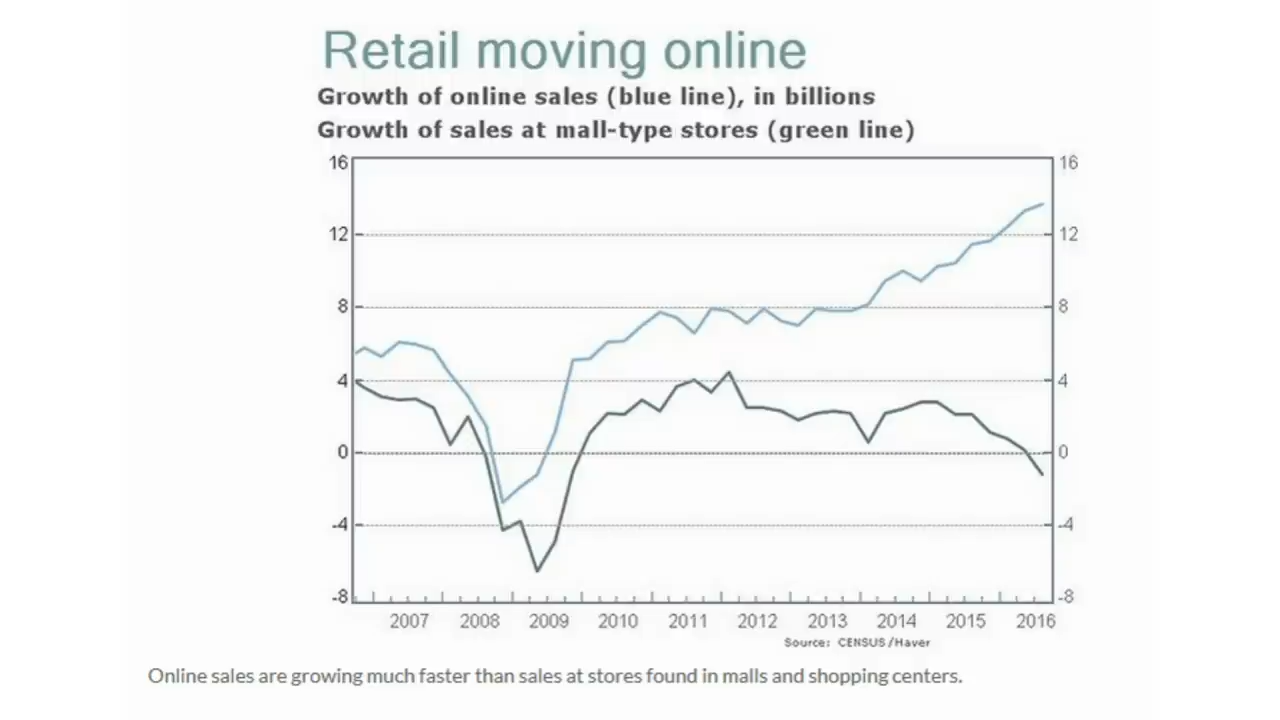 Retail moving online
Growth of online sales (blue line), in billions
Growth of sales at mall-type stores (green line)
16 16
12 12
8 8
4 4
0 0
-4 -4
-8 -8
2007 2008 2009 2010 2011 2012 2013 2014 2015 2016
Source: CENSUS/Haver
Online sales are growing much faster than sales at stores found in malls and shopping centers.